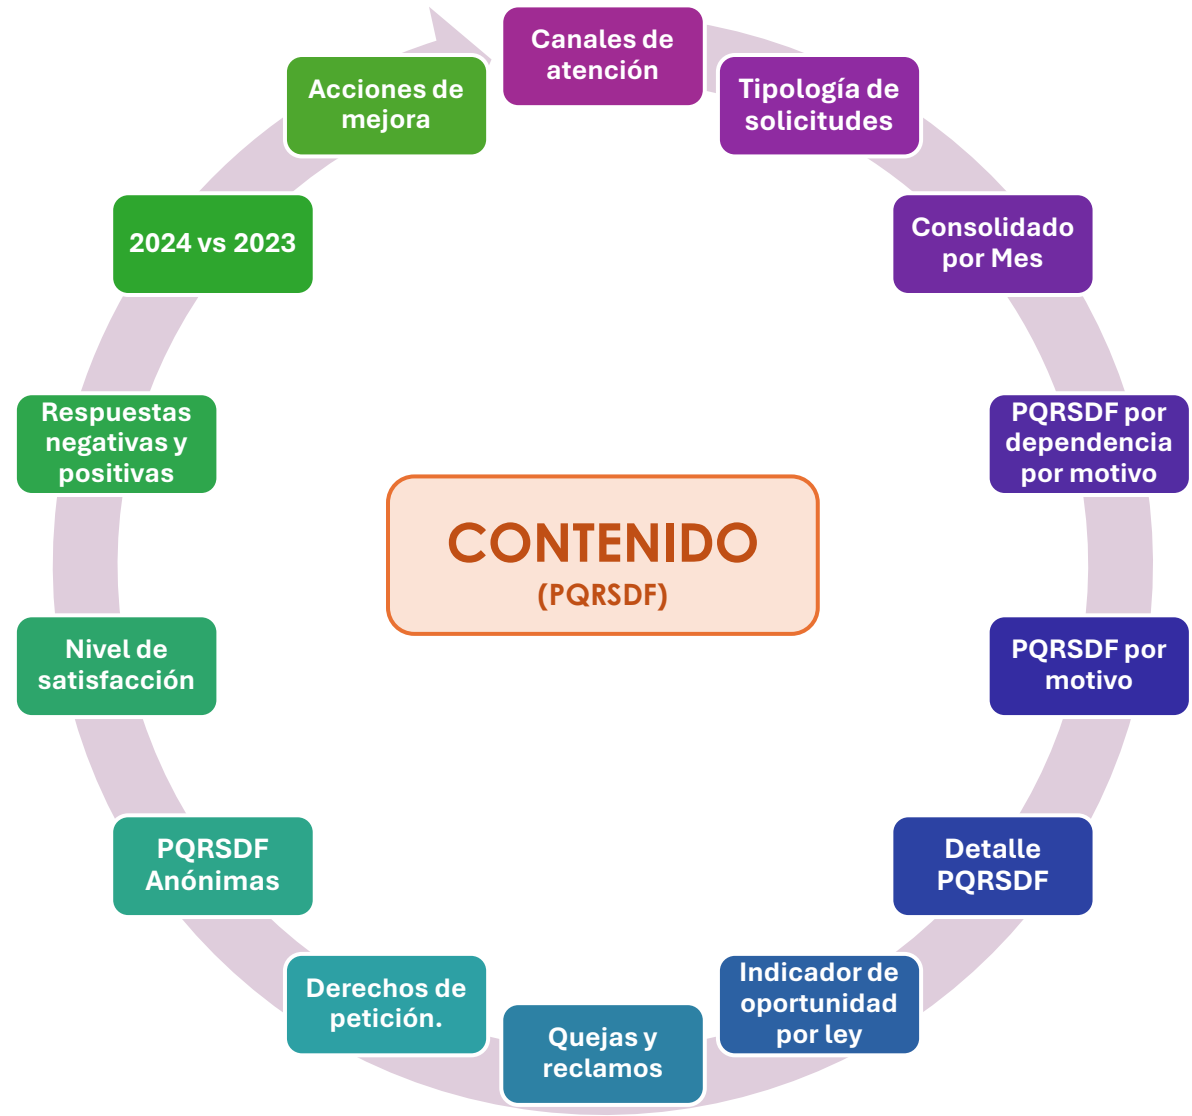 Canales de
atención
Tipología de
solicitudes
Consolidado
por Mes
PQRSDF por
dependencia
por motivo
PQRSDF por
motivo
Detalle
PQRSDF
Indicador de
oportunidad
por ley
Quejas y
reclamos
Derechos de
petición.
PQRSDF
Anónimas
Nivel de
satisfacción
Respuestas
negativas y
positivas
2024 vs 2023
Acciones de
mejora
CONTENIDO
(PQRSDF)